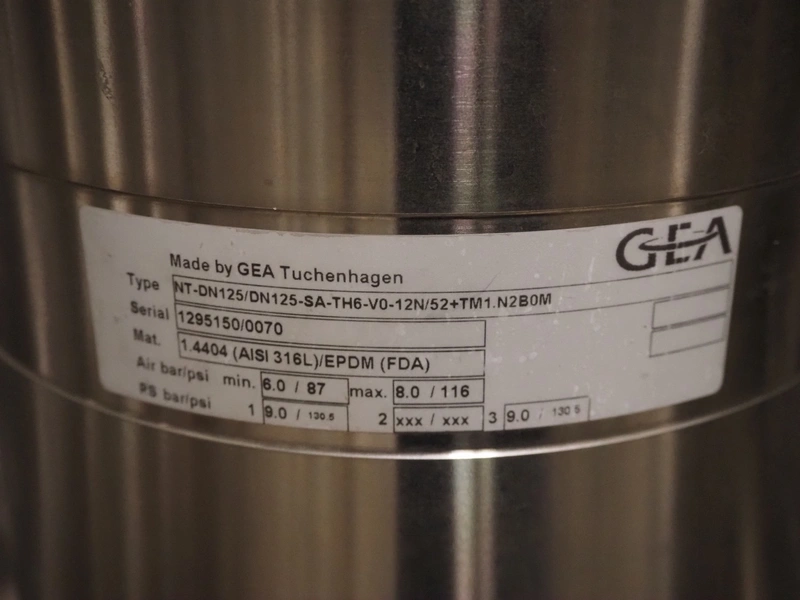 GEA
Made by GEA Tuchenhagen
Type NT-DN125/DN125-SA-TH6-V0-12N/52+TM1.N2B0M
Serial 1295150/0070
Mat. 1.4404 (AISI 316L)/EPDM (FDA)
Air bar/psi min. 6.0 / 87 max. 8.0 / 116
PS bar/psi 1 9.0 / 130.5 2 xxx / xxx 3 9.0 / 130.5